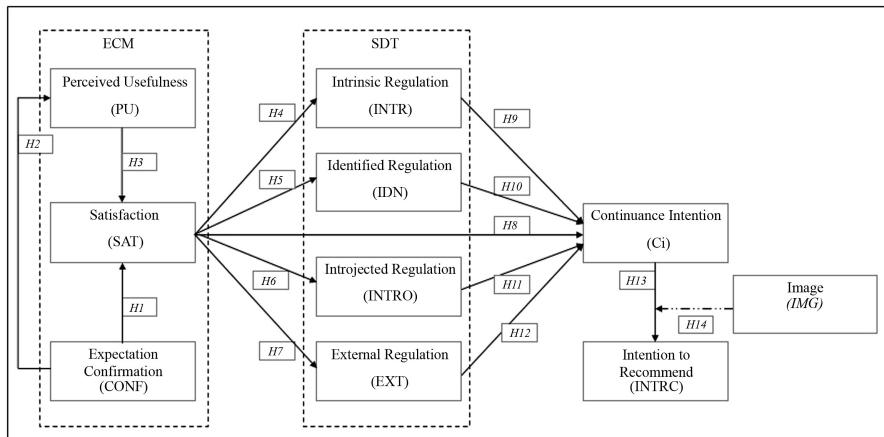 ECM
SDT
Perceived Usefulness
(PU)
Intrinsic Regulation
(INTR)
H4
H9
H2
H3
Identified Regulation
(IDN)
H5
H10
Satisfaction
(SAT)
H8
Continuance Intention
(Ci)
Introjected Regulation
(INTRO)
H6
H11
H13
Image
(IMG)
H1
H12
H14
H7
Expectation
Confirmation
(CONF)
External Regulation
(EXT)
Intention to
Recommend
(INTRC)